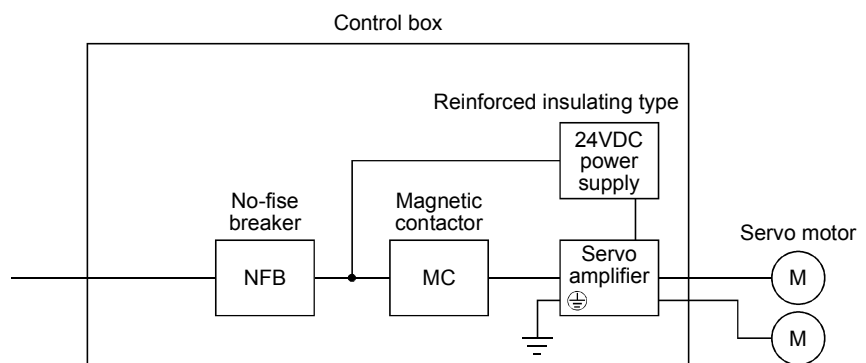 Control box
Reinforced insulating type
24VDC
power
supply
No-fise
breaker
Magnetic
contactor
Servo motor
NFB
MC
Servo
amplifier
M
M